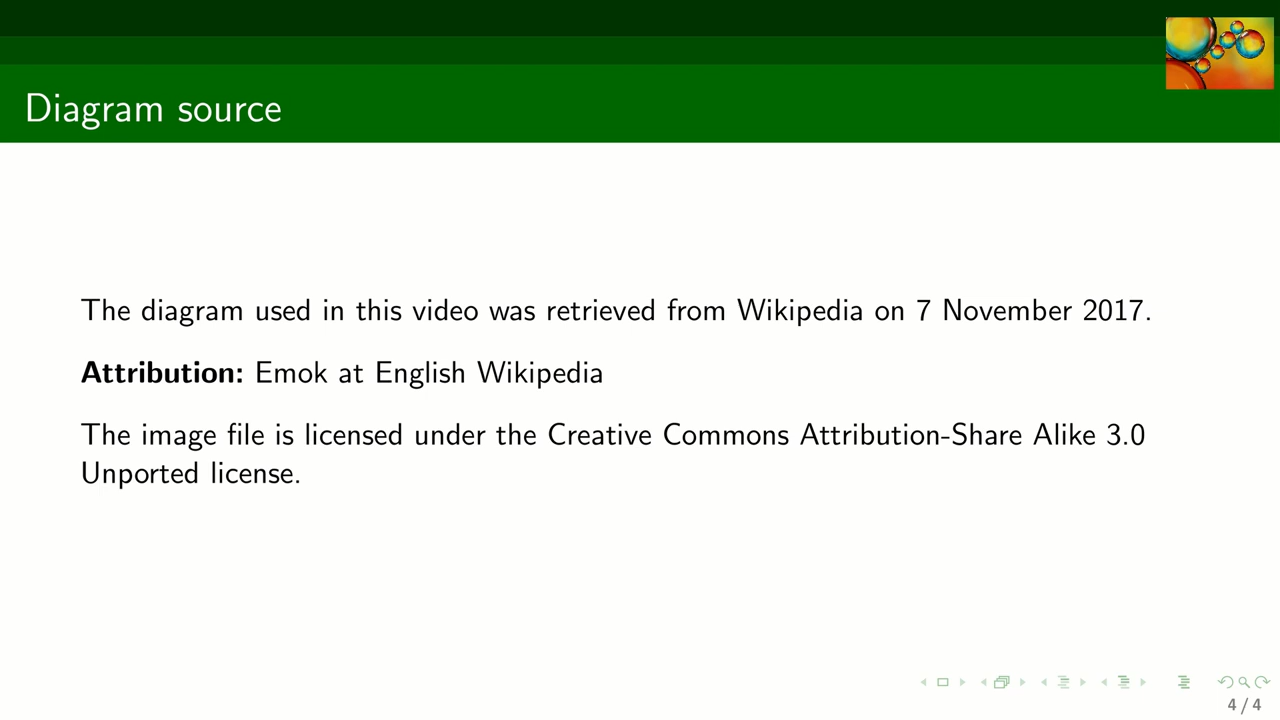 Diagram source
The diagram used in this video was retrieved from Wikipedia on 7 November 2017.
Attribution: Emok at English Wikipedia
The image file is licensed under the Creative Commons Attribution-Share Alike 3.0
Unported license.
4 / 4